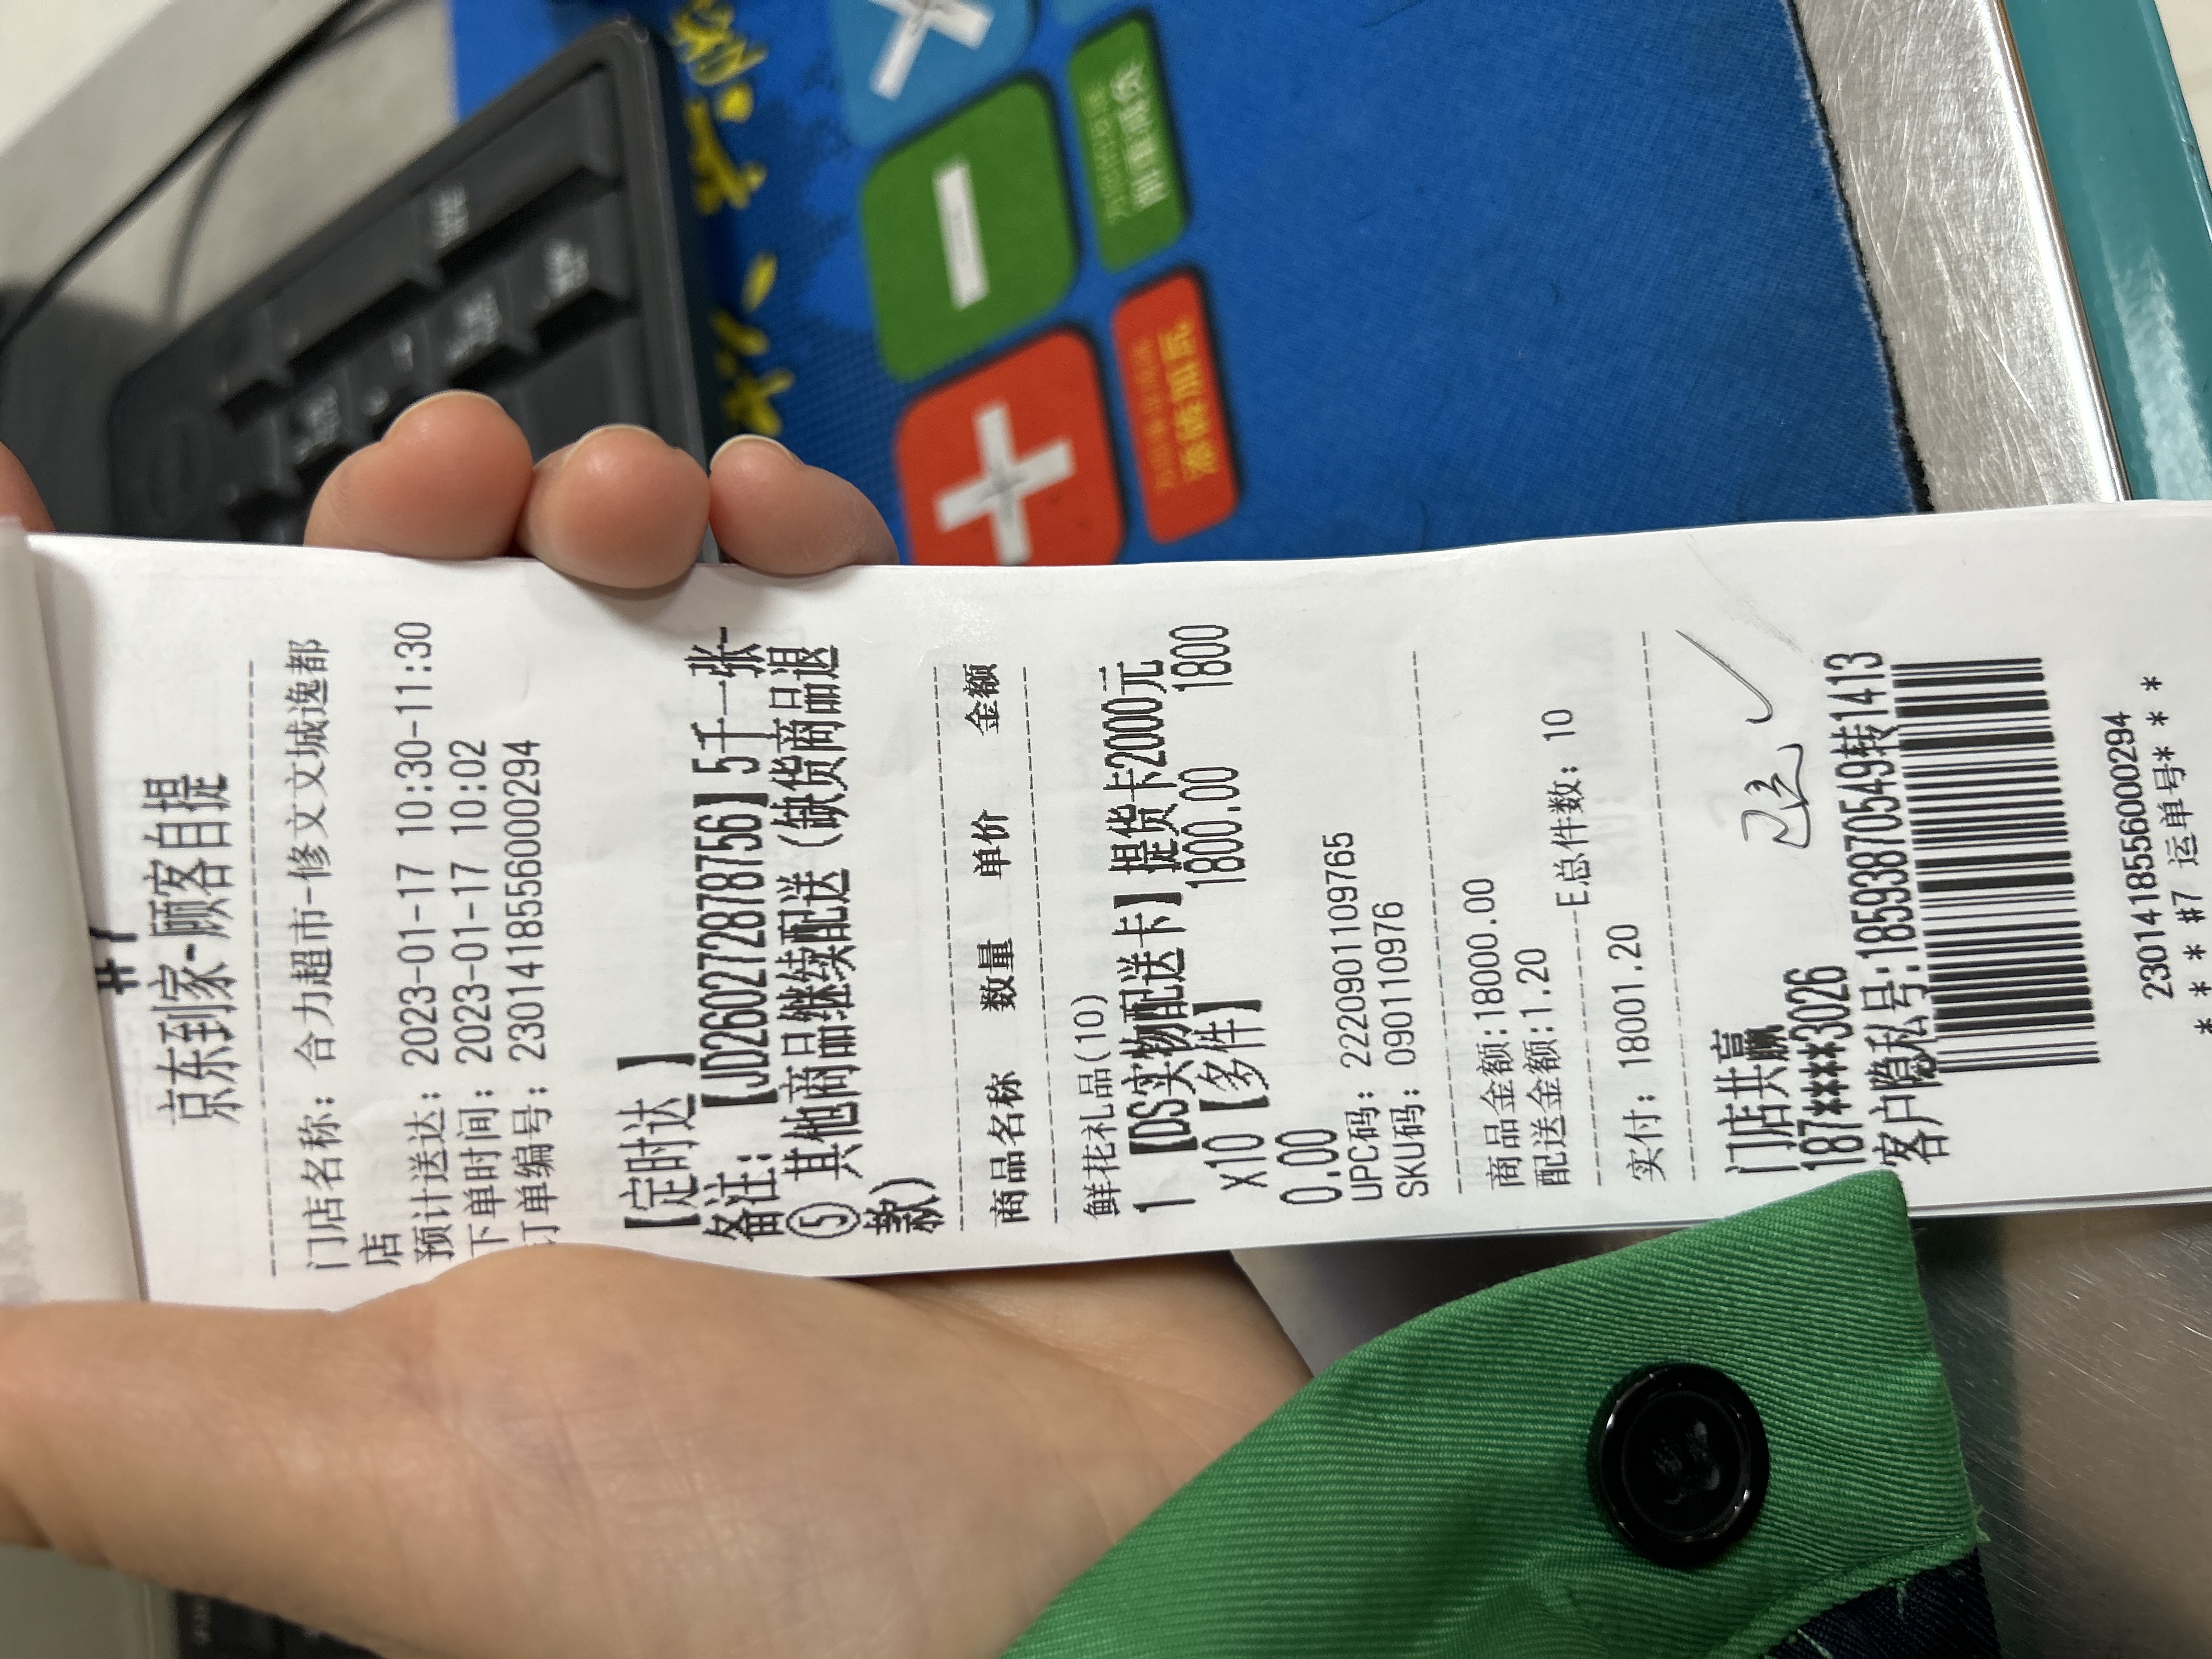 #7
京东到家-顾客自提
门店名称: 合力超市-修文文城逸都
店
预计送达: 2023-01-17 10:30-11:30
下单时间: 2023-01-17 10:02
订单编号: 2301418556000294
【定时达 】
备注: 【JD260272878756】5千一张-
⑤ 其他商品继续配送 (缺货商品退
款)
商品名称 数量 单价 金额
鲜花礼品(10)
1 【DS实物配送卡】提货卡2000元
x10【多件】 1800.00 1800
0.00
UPC码: 2220901109765
SKU码: 090110976
商品金额:18000.00
配送金额:1.20
E总件数: 10
实付: 18001.20
已送
门店共赢
187****3026
客户隐私号:18593870549转1413
2301418556000294
* * * #7 运单号* * *
添砖加瓦